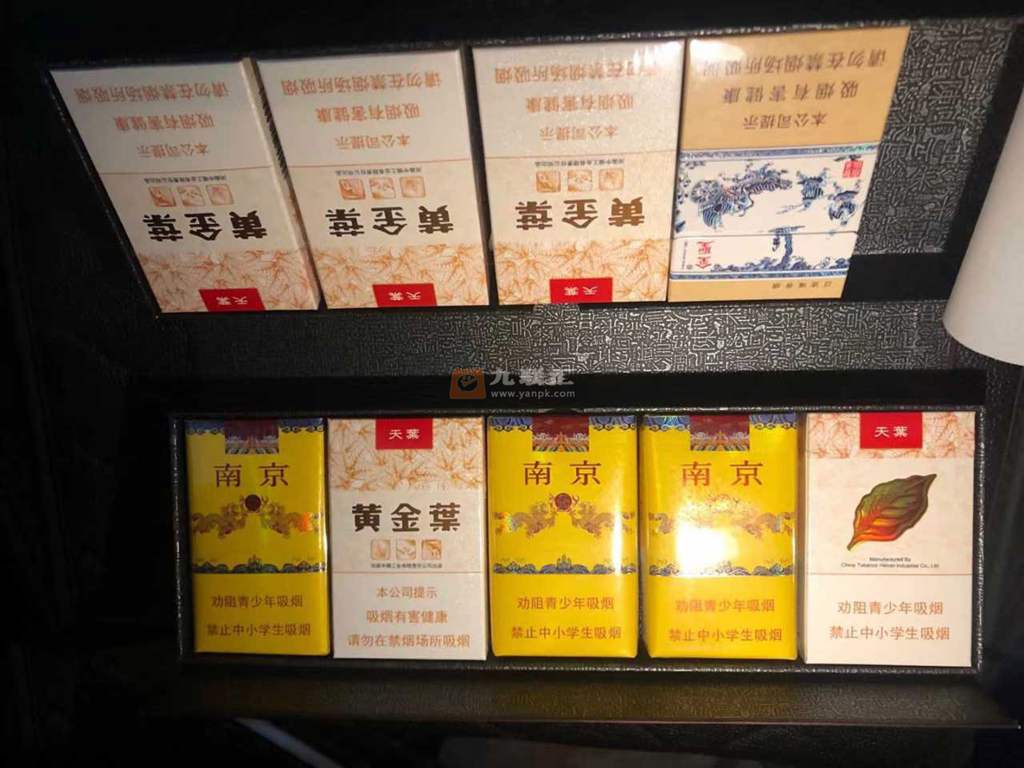 请勿在禁烟场所吸烟
吸烟有害健康
本公司提示
黄金葉
天葉
请勿在禁烟场所吸烟
吸烟有害健康
本公司提示
黄金葉
天葉
请勿在禁烟场所吸烟
吸烟有害健康
本公司提示
黄金葉
天葉
请勿在禁烟场所吸烟
吸烟有害健康
本公司提示
金聖
www.yanpk.com
南京
劝阻青少年吸烟
禁止中小学生吸烟
天葉
黄金葉
本公司提示
吸烟有害健康
请勿在禁烟场所吸烟
南京
劝阻青少年吸烟
禁止中小学生吸烟
南京
劝阻青少年吸烟
禁止中小学生吸烟
天葉
Manufactured By
China Tobacco Henan Industrial Co., Ltd
劝阻青少年吸烟
禁止中小学生吸烟